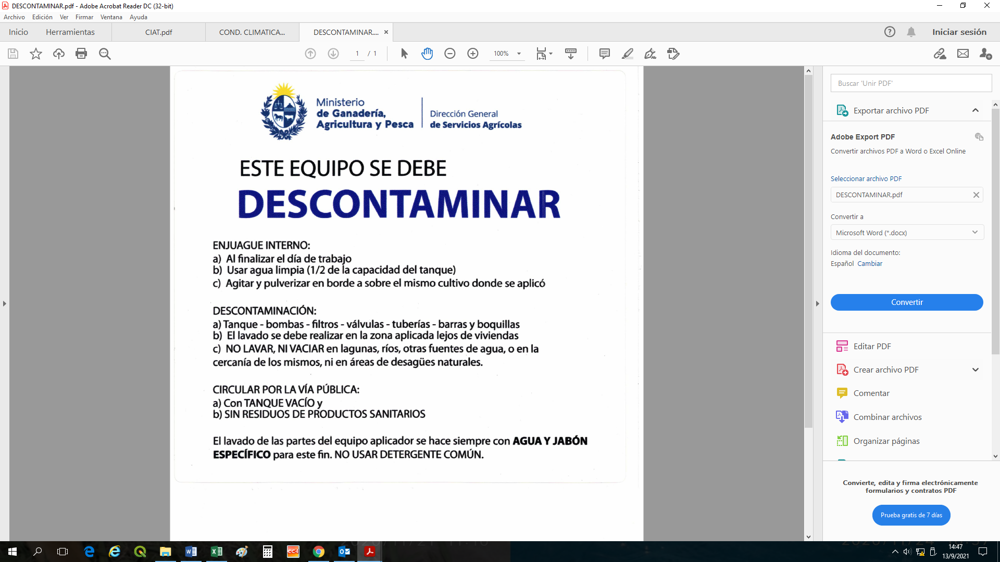 DESCONTAMINAR.pdf - Adobe Acrobat Reader DC (32-bit)
Archivo Edición Ver Firmar Ventana Ayuda
Inicio Herramientas CIAT.pdf COND. CLIMATICA... DESCONTAMINAR.... Iniciar sesión
1 / 1 100%
Ministerio
de Ganadería,
Agricultura y Pesca
Dirección General
de Servicios Agrícolas
ESTE EQUIPO SE DEBE
DESCONTAMINAR
ENJUAGUE INTERNO:
a) Al finalizar el día de trabajo
b) Usar agua limpia (1/2 de la capacidad del tanque)
c) Agitar y pulverizar en borde a sobre el mismo cultivo donde se aplicó
DESCONTAMINACIÓN:
a) Tanque - bombas - filtros - válvulas - tuberías - barras y boquillas
b) El lavado se debe realizar en la zona aplicada lejos de viviendas
c) NO LAVAR, NI VACIAR en lagunas, ríos, otras fuentes de agua, o en la
cercanía de los mismos, ni en áreas de desagües naturales.
CIRCULAR POR LA VÍA PÚBLICA:
a) Con TANQUE VACÍO y
b) SIN RESIDUOS DE PRODUCTOS SANITARIOS
El lavado de las partes del equipo aplicador se hace siempre con AGUA Y JABÓN
ESPECÍFICO para este fin. NO USAR DETERGENTE COMÚN.
Buscar 'Unir PDF'
Exportar archivo PDF
Adobe Export PDF
Convertir archivos PDF a Word o Excel Online
Seleccionar archivo PDF
DESCONTAMINAR.pdf
Convertir a
Microsoft Word (*.docx)
Idioma del documento:
Español Cambiar
Convertir
Editar PDF
Crear archivo PDF
Comentar
Combinar archivos
Organizar páginas
Convierte, edita y firma electrónicamente
formularios y contratos PDF
Prueba gratis de 7 días
CC4
14:47
13/9/2021